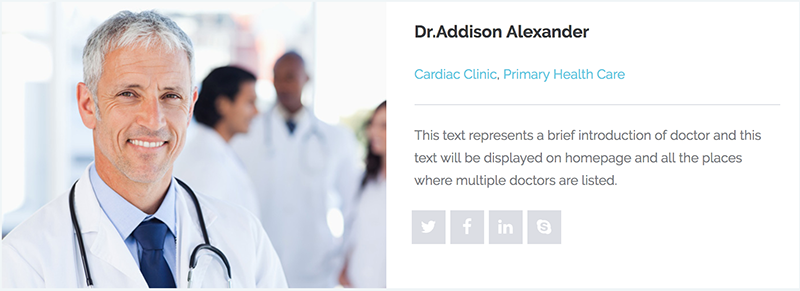 Dr.Addison Alexander
Cardiac Clinic, Primary Health Care
This text represents a brief introduction of doctor and this
text will be displayed on homepage and all the places
where multiple doctors are listed.